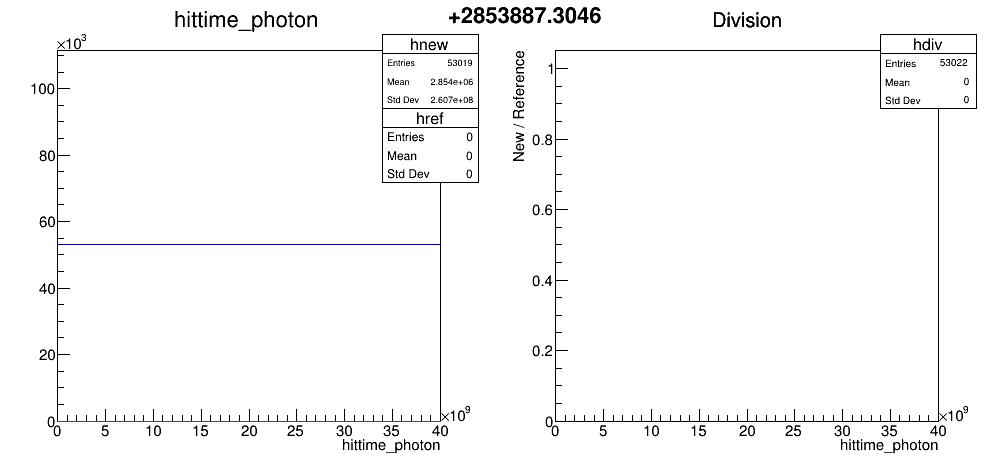 +2853887.3046
hittime_photon
×10³
hnew
Entries 53019
Mean 2.854e+06
Std Dev 2.607e+08
href
Entries 0
Mean 0
Std Dev 0
100
80
60
40
20
0
0 5 10 15 20 25 30 35 40
×10⁹
hittime_photon
Division
hdiv
Entries 53022
Mean 0
Std Dev 0
New / Reference
1
0.8
0.6
0.4
0.2
0
0 5 10 15 20 25 30 35 40
×10⁹
hittime_photon